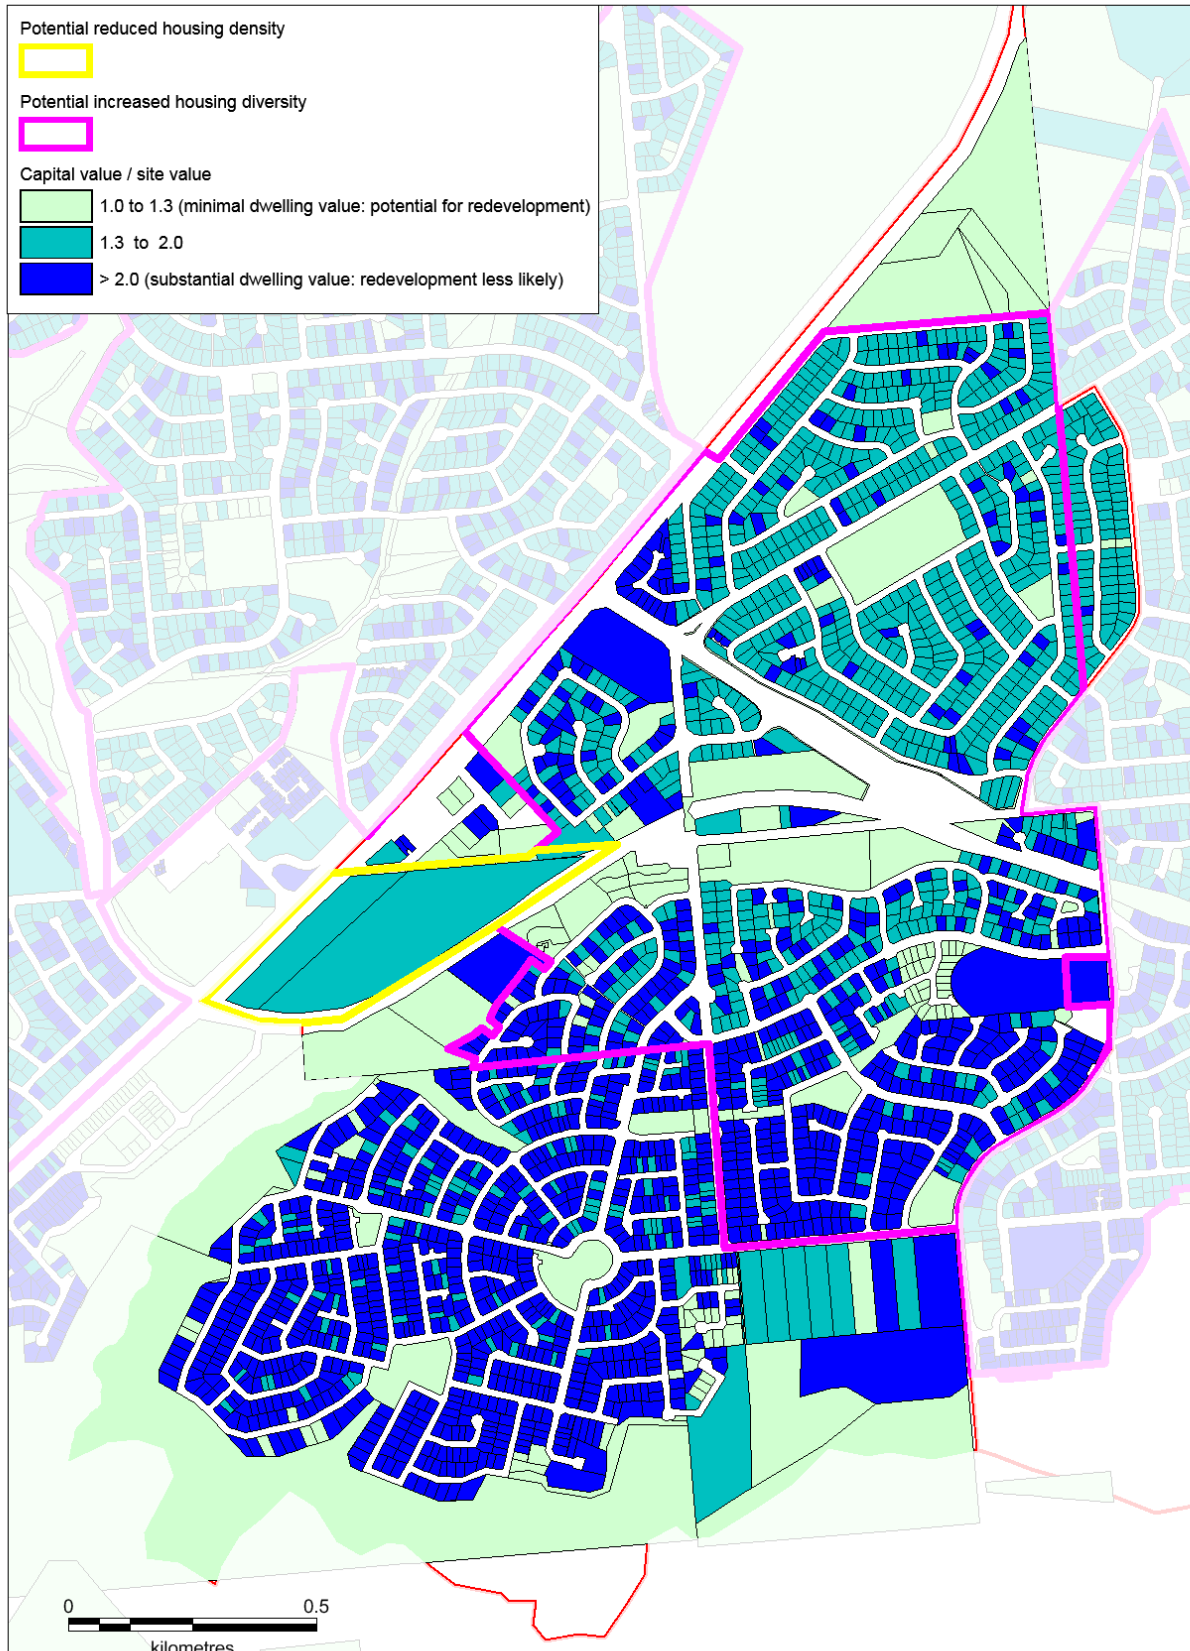 Potential reduced housing density
Potential increased housing diversity
Capital value / site value
1.0 to 1.3 (minimal dwelling value: potential for redevelopment)
1.3 to 2.0
> 2.0 (substantial dwelling value: redevelopment less likely)
0 0.5
kilometres